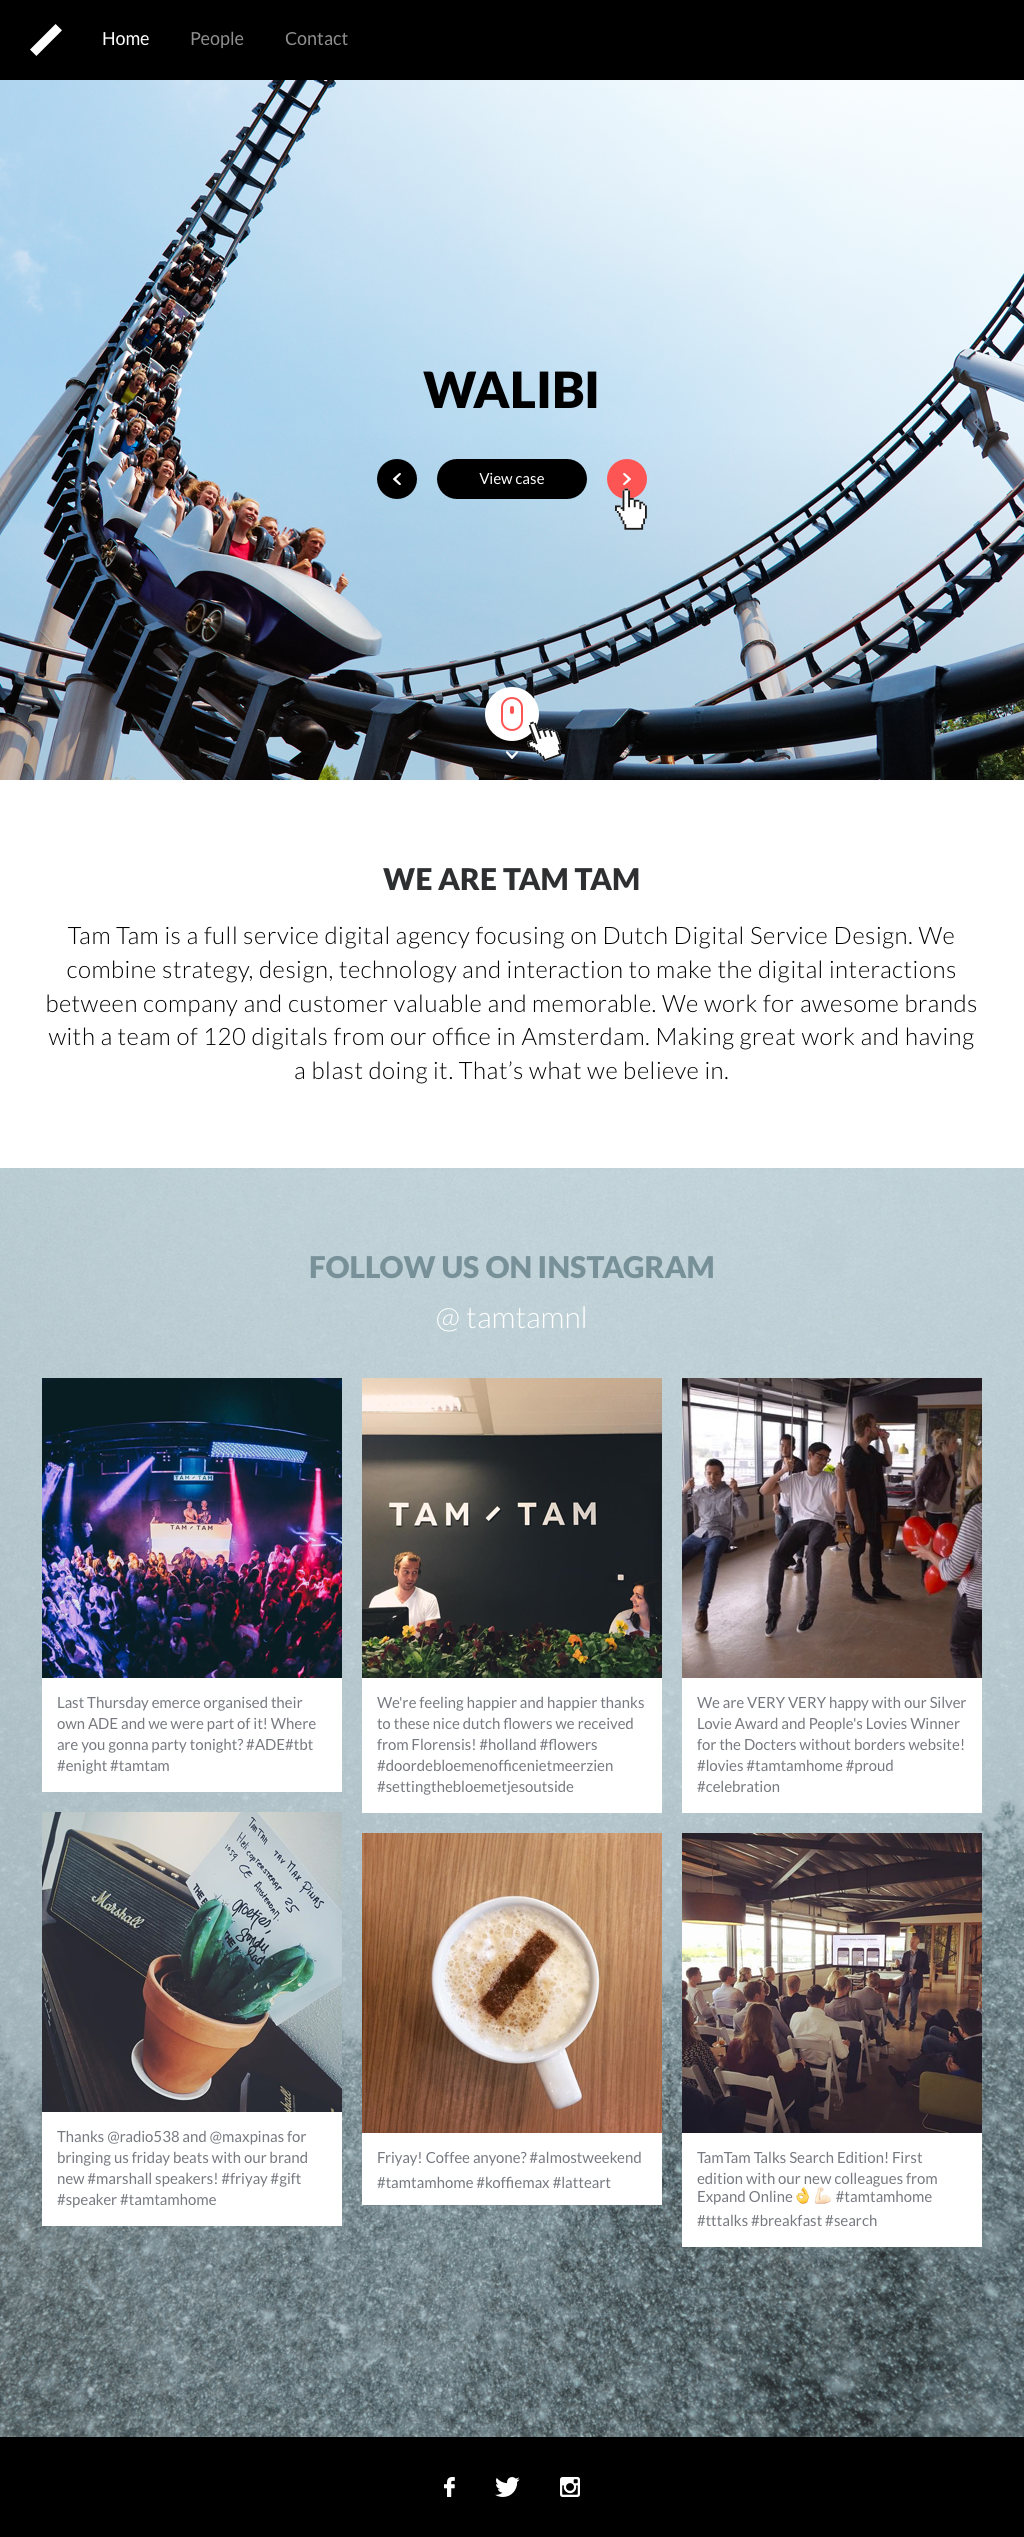 Home People Contact
WALIBI
View case
WE ARE TAM TAM
Tam Tam is a full service digital agency focusing on Dutch Digital Service Design. We
combine strategy, design, technology and interaction to make the digital interactions
between company and customer valuable and memorable. We work for awesome brands
with a team of 120 digitals from our office in Amsterdam. Making great work and having
a blast doing it. That’s what we believe in.
FOLLOW US ON INSTAGRAM
@ tamtamnl
TAM TAM
TAM / TAM
Last Thursday emerce organised their
own ADE and we were part of it! Where
are you gonna party tonight? #ADE#tbt
#enight #tamtam
TAM / TAM
We're feeling happier and happier thanks
to these nice dutch flowers we received
from Florensis! #holland #flowers
#doordebloemenofficenietmeerzien
#settingthebloemetjesoutside
We are VERY VERY happy with our Silver
Lovie Award and People's Lovies Winner
for the Docters without borders website!
#lovies #tamtamhome #proud
#celebration
Marshall
TamTam tav Max Pinas
25
1059 CE Amsterdam
Groetjes,
Thanks @radio538 and @maxpinas for
bringing us friday beats with our brand
new #marshall speakers! #friyay #gift
#speaker #tamtamhome
Friyay! Coffee anyone? #almostweekend
#tamtamhome #koffiemax #latteart
TamTam Talks Search Edition! First
edition with our new colleagues from
Expand Online👌💪🏻 #tamtamhome
#tttalks #breakfast #search